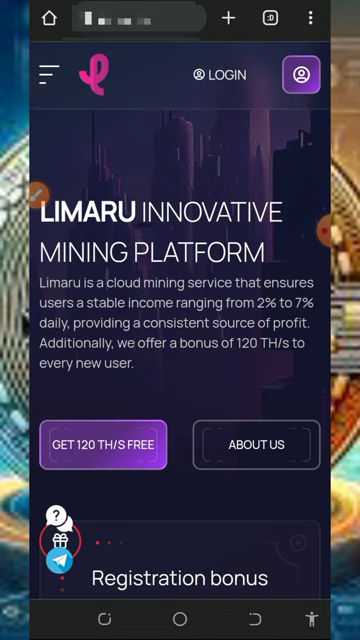 :D
LOGIN
LIMARU INNOVATIVE
MINING PLATFORM
Limaru is a cloud mining service that ensures
users a stable income ranging from 2% to 7%
daily, providing a consistent source of profit.
Additionally, we offer a bonus of 120 TH/s to
every new user.
GET 120 TH/S FREE
ABOUT US
?
Registration bonus